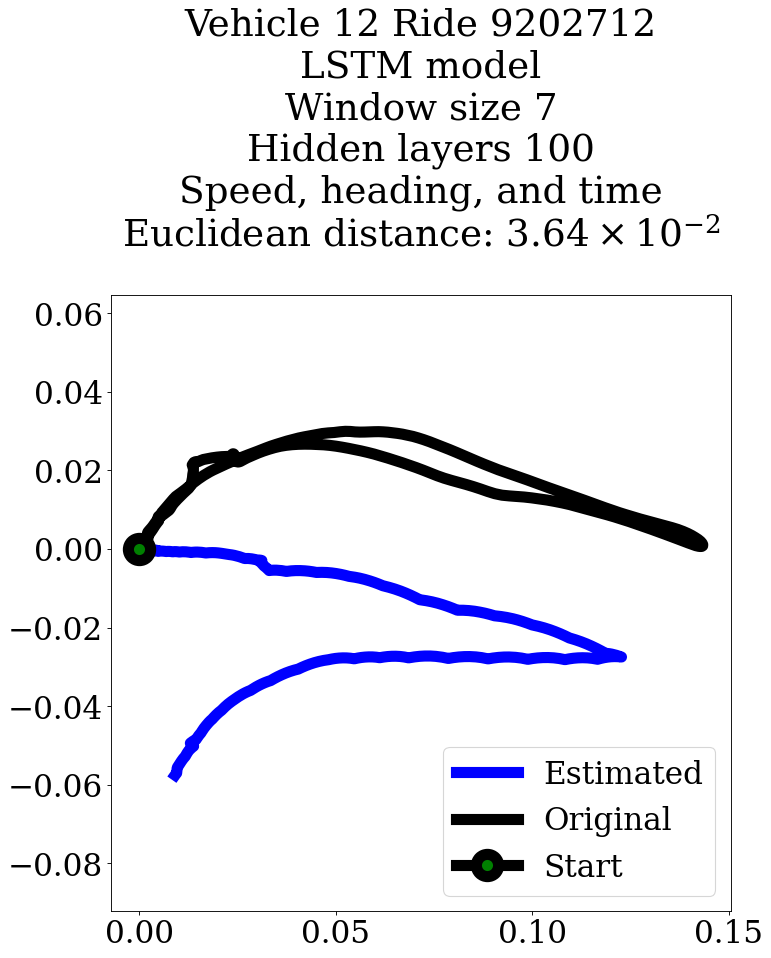 Vehicle 12 Ride 9202712
LSTM model
Window size 7
Hidden layers 100
Speed, heading, and time
Euclidean distance: 3.64 × 10⁻²
0.06
0.04
0.02
0.00
−0.02
−0.04
−0.06
−0.08
Estimated
Original
Start
0.00 0.05 0.10 0.15